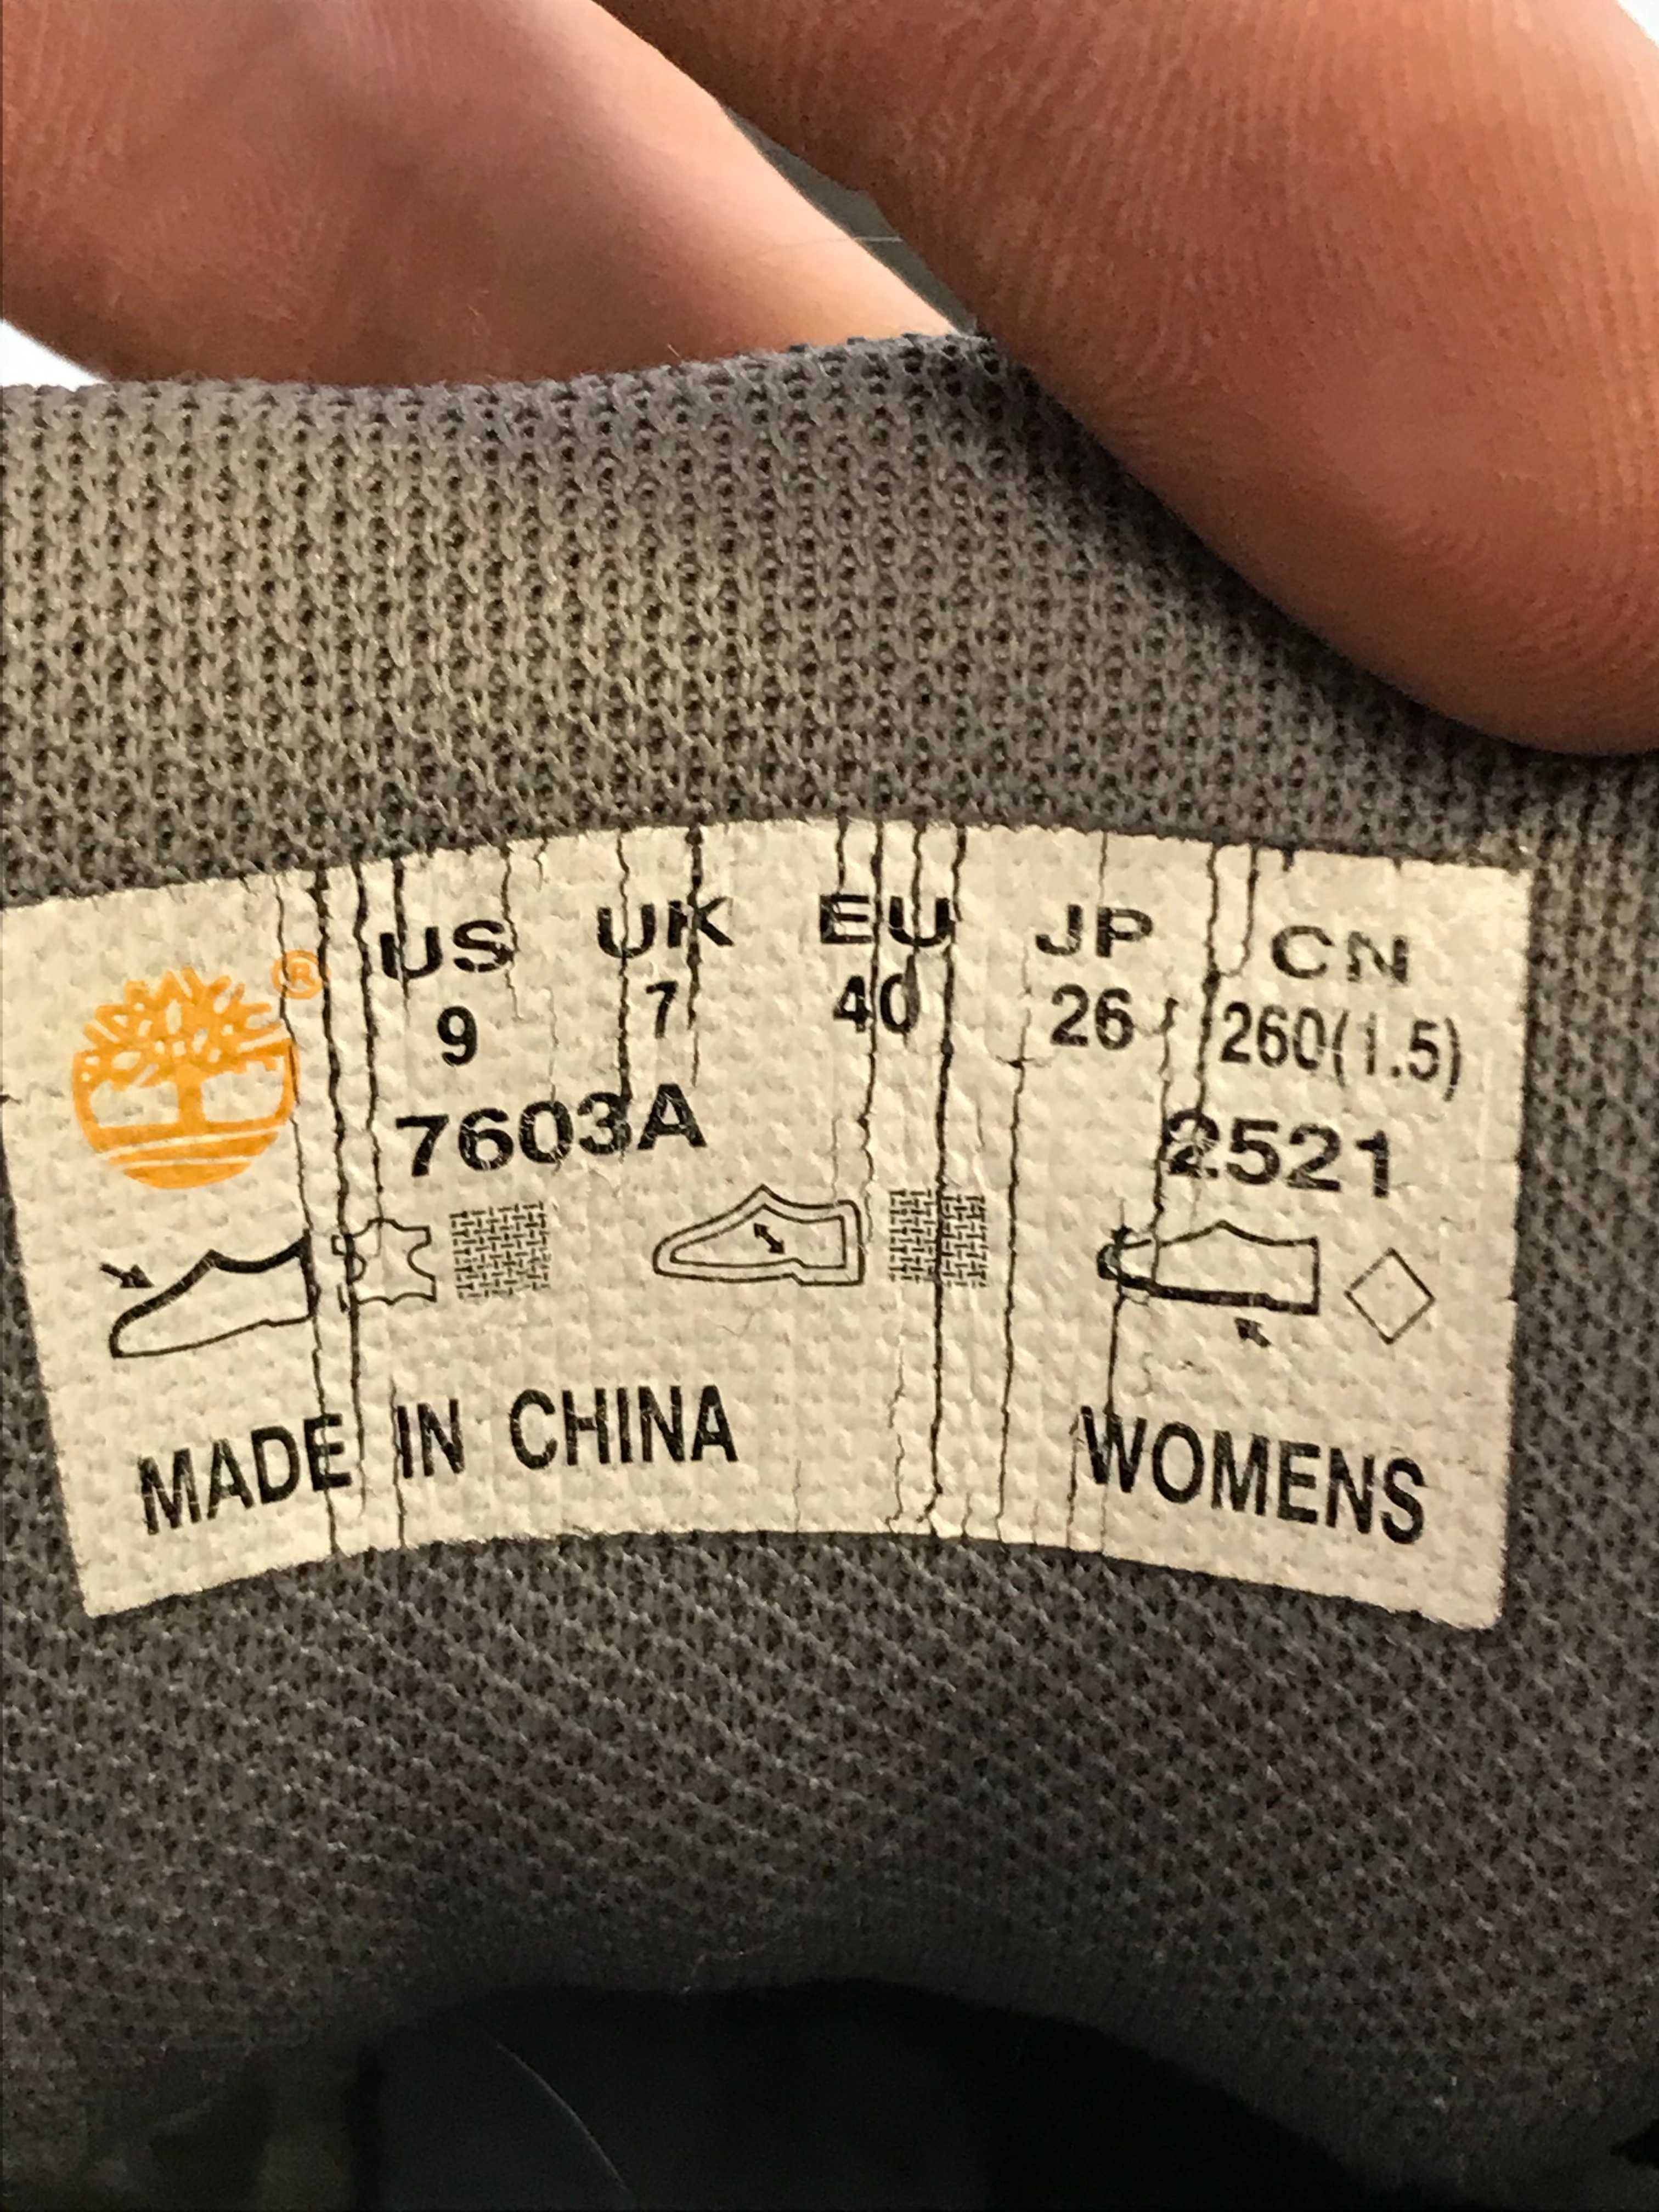 ®
US UK EU JP CN
9 7 40 26 260(1.5)
7603A 2521
MADE IN CHINA WOMENS